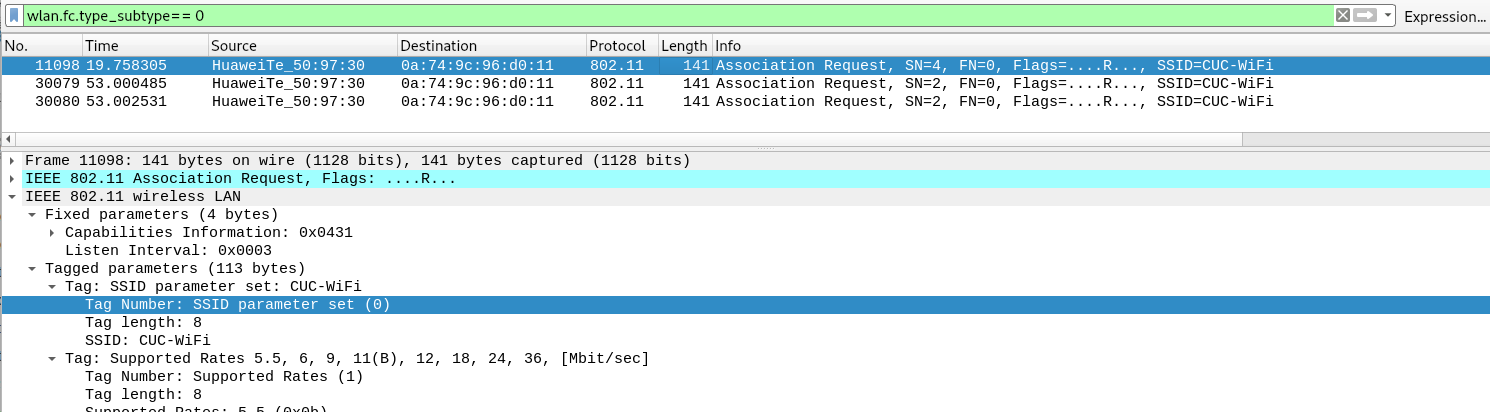 wlan.fc.type_subtype== 0 Expression...
No. Time Source Destination Protocol Length Info
11098 19.758305 HuaweiTe_50:97:30 0a:74:9c:96:d0:11 802.11 141 Association Request, SN=4, FN=0, Flags=....R..., SSID=CUC-WiFi
30079 53.000485 HuaweiTe_50:97:30 0a:74:9c:96:d0:11 802.11 141 Association Request, SN=2, FN=0, Flags=....R..., SSID=CUC-WiFi
30080 53.002531 HuaweiTe_50:97:30 0a:74:9c:96:d0:11 802.11 141 Association Request, SN=2, FN=0, Flags=....R..., SSID=CUC-WiFi
Frame 11098: 141 bytes on wire (1128 bits), 141 bytes captured (1128 bits)
IEEE 802.11 Association Request, Flags: ....R...
IEEE 802.11 wireless LAN
Fixed parameters (4 bytes)
Capabilities Information: 0x0431
Listen Interval: 0x0003
Tagged parameters (113 bytes)
Tag: SSID parameter set: CUC-WiFi
Tag Number: SSID parameter set (0)
Tag length: 8
SSID: CUC-WiFi
Tag: Supported Rates 5.5, 6, 9, 11(B), 12, 18, 24, 36, [Mbit/sec]
Tag Number: Supported Rates (1)
Tag length: 8
Supported Rates: 5.5 (0x0b)